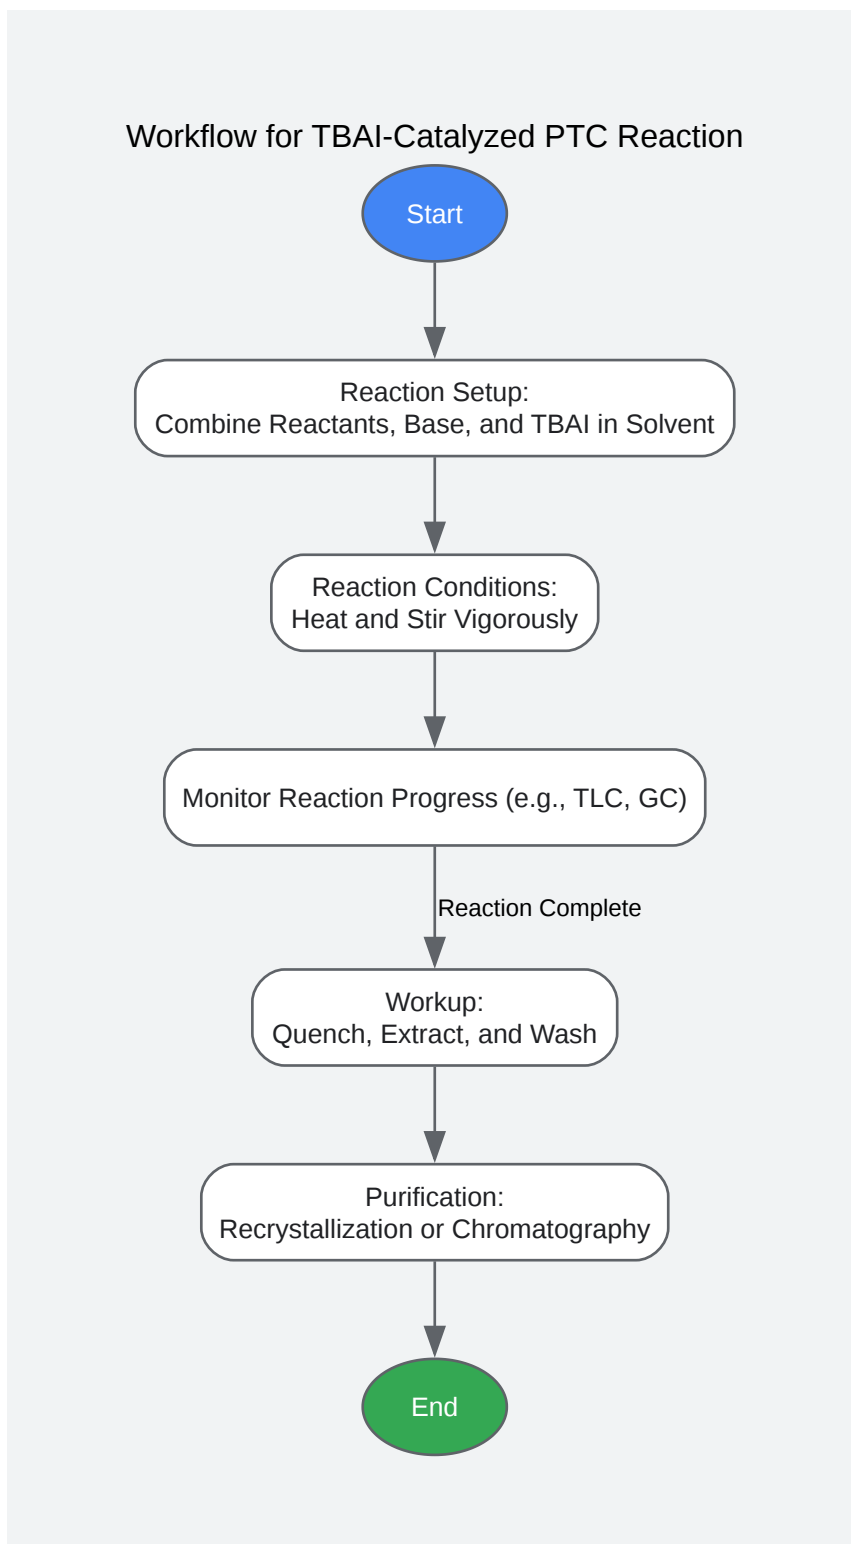 Workflow for TBAI-Catalyzed PTC Reaction
Start
Reaction Setup:
Combine Reactants, Base, and TBAI in Solvent
Reaction Conditions:
Heat and Stir Vigorously
Monitor Reaction Progress (e.g., TLC, GC)
Reaction Complete
Workup:
Quench, Extract, and Wash
Purification:
Recrystallization or Chromatography
End